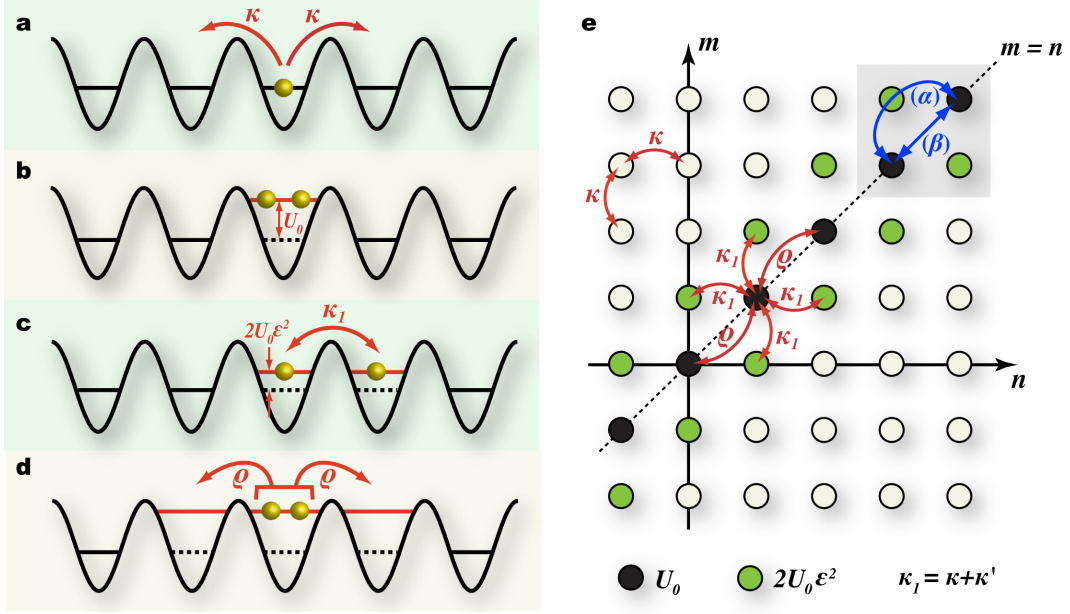 a
κ κ
b
U₀
c
2U₀ε²
κ₁
d
ϱ ϱ
e
m
m = n
(α)
(β)
κ
κ
κ₁
ϱ
κ₁
κ₁
ϱ
κ₁
n
U₀
2U₀ε²
κ₁ = κ+κ'